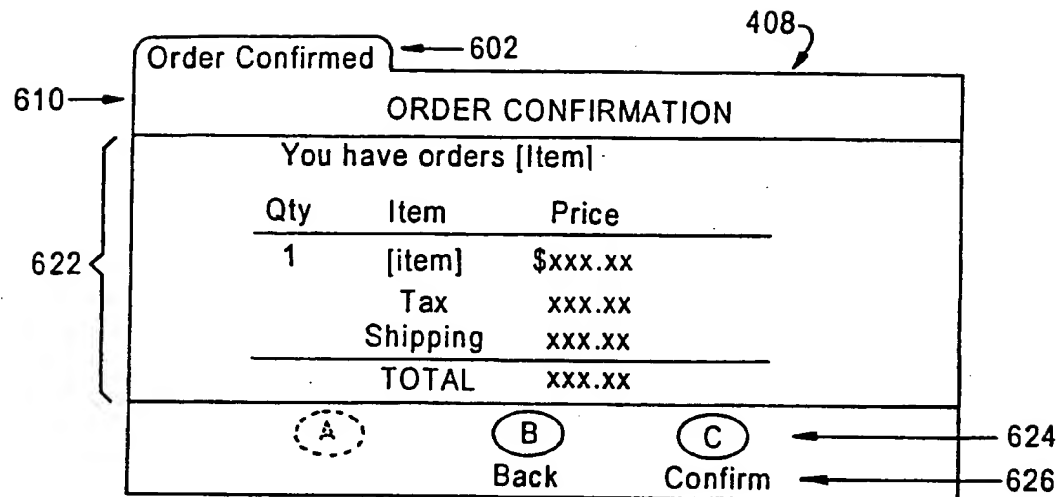 408
Order Confirmed 602
610 ORDER CONFIRMATION
You have orders [Item]
Qty Item Price
622 1 [item] $xxx.xx
Tax xxx.xx
Shipping xxx.xx
TOTAL xxx.xx
A B C 624
Back Confirm 626